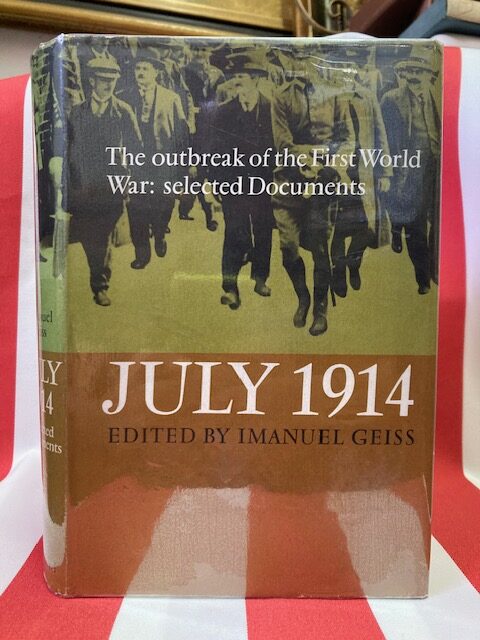 The outbreak of the First World
War: selected Documents
JULY 1914
EDITED BY IMANUEL GEISS